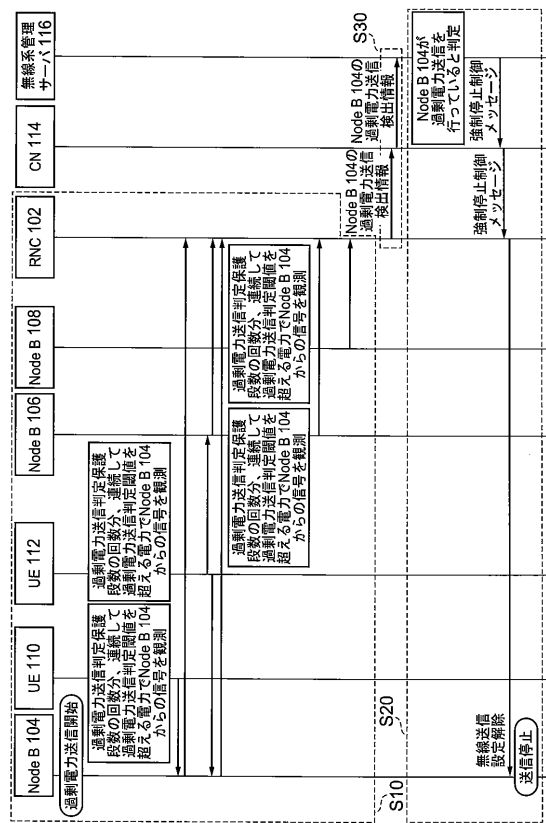 Node B 104
UE 110
UE 112
Node B 106
Node B 108
RNC 102
CN 114
無線系管理
サーバ 116
過剰電力送信開始
過剰電力送信判定保護
段数の回数分、連続して
過剰電力送信判定閾値を
超える電力でNode B 104
からの信号を観測
過剰電力送信判定保護
段数の回数分、連続して
過剰電力送信判定閾値を
超える電力でNode B 104
からの信号を観測
過剰電力送信判定保護
段数の回数分、連続して
過剰電力送信判定閾値を
超える電力でNode B 104
からの信号を観測
過剰電力送信判定保護
段数の回数分、連続して
過剰電力送信判定閾値を
超える電力でNode B 104
からの信号を観測
Node B 104の
過剰電力送信
検出情報
Node B 104の
過剰電力送信
検出情報
S30
S10
S20
Node B 104が
過剰電力送信を
行っていると判定
強制停止制御
メッセージ
強制停止制御
メッセージ
無線送信
設定解除
送信停止